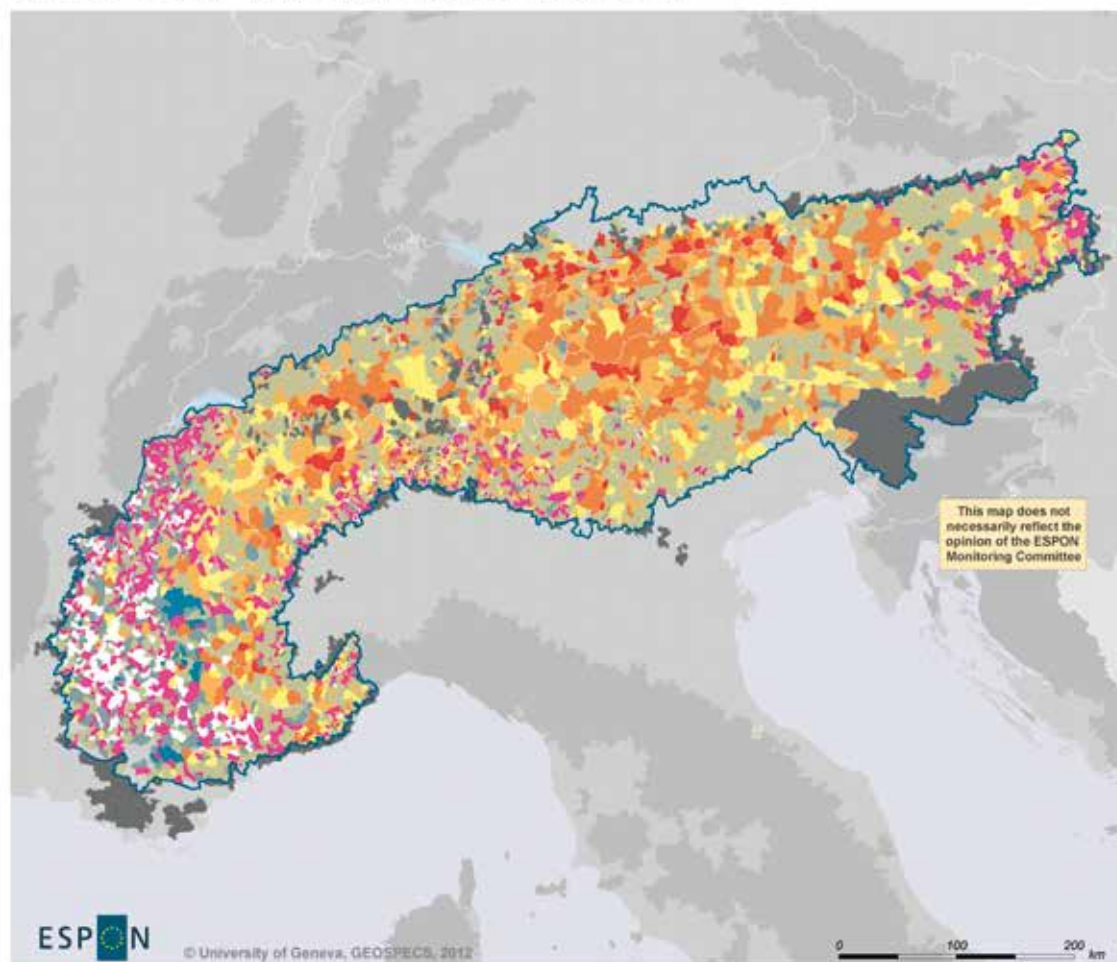 This map does not
necessarily reflect the
opinion of the ESPON
Monitoring Committee
ESPON
© University of Geneva, GEOSPECS, 2012
0 100 200
km